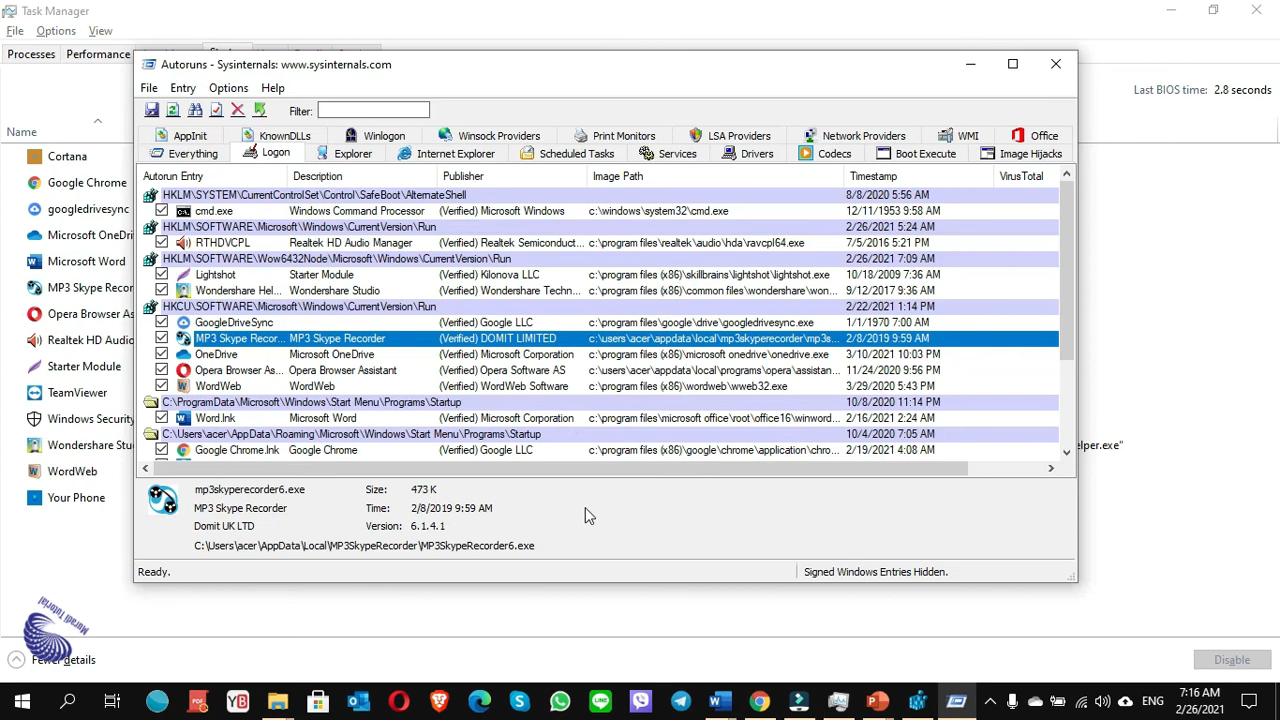 Task Manager
File Options View
Processes Performance
Last BIOS time: 2.8 seconds
Name
Cortana
Google Chrome
googledrivesync
Microsoft OneDri
Microsoft Word
MP3 Skype Recor
Opera Browser As
Realtek HD Audio
Starter Module
TeamViewer
Windows Security
Wondershare Stu
WordWeb
Your Phone
elper.exe"
Fewer details
Disable
Muradi Tutorial
Autoruns - Sysinternals: www.sysinternals.com
File Entry Options Help
Filter:
AppInit KnownDLLs Winlogon Winsock Providers Print Monitors LSA Providers Network Providers WMI Office
Everything Logon Explorer Internet Explorer Scheduled Tasks Services Drivers Codecs Boot Execute Image Hijacks
Autorun Entry Description Publisher Image Path Timestamp VirusTotal
HKLM\SYSTEM\CurrentControlSet\Control\SafeBoot\AlternateShell 8/8/2020 5:56 AM
cmd.exe Windows Command Processor (Verified) Microsoft Windows c:\windows\system32\cmd.exe 12/11/1953 9:58 AM
HKLM\SOFTWARE\Microsoft\Windows\CurrentVersion\Run 2/26/2021 5:24 AM
RTHDVCPL Realtek HD Audio Manager (Verified) Realtek Semiconduct... c:\program files\realtek\audio\hda\ravcpl64.exe 7/5/2016 5:21 PM
HKLM\SOFTWARE\Wow6432Node\Microsoft\Windows\CurrentVersion\Run 2/26/2021 7:09 AM
Lightshot Starter Module (Verified) Klonova LLC c:\program files (x86)\skillbrains\lightshot\lightshot.exe 10/18/2009 7:36 AM
Wondershare Hel... Wondershare Studio (Verified) Wondershare Techn... c:\program files (x86)\common files\wondershare\won... 9/12/2017 9:36 AM
HKCU\SOFTWARE\Microsoft\Windows\CurrentVersion\Run 2/22/2021 1:14 PM
GoogleDriveSync (Verified) Google LLC c:\program files\google\drive\googledrivesync.exe 1/1/1970 7:00 AM
MP3 Skype Recor... MP3 Skype Recorder (Verified) DOMIT LIMITED c:\users\acer\appdata\local\mp3skyperecorder\mp3s... 2/8/2019 9:59 AM
OneDrive Microsoft OneDrive (Verified) Microsoft Corporation c:\program files (x86)\microsoft onedrive\onedrive.exe 3/10/2021 10:03 PM
Opera Browser As... Opera Browser Assistant (Verified) Opera Software AS c:\users\acer\appdata\local\programs\opera\assistan... 11/24/2020 7:56 PM
WordWeb WordWeb (Verified) WordWeb Software c:\program files (x86)\wordweb\wweb32.exe 3/29/2020 5:43 PM
C:\ProgramData\Microsoft\Windows\Start Menu\Programs\Startup 10/8/2020 11:14 PM
Word.lnk Microsoft Word (Verified) Microsoft Corporation c:\program files\microsoft office\root\office16\winword... 2/16/2021 2:24 AM
C:\Users\acer\AppData\Roaming\Microsoft\Windows\Start Menu\Programs\Startup 10/4/2020 7:05 AM
Google Chrome.lnk Google Chrome (Verified) Google LLC c:\program files (x86)\google\chrome\application\chro... 2/19/2021 4:08 AM
mp3skyperecorder6.exe Size: 473 K
MP3 Skype Recorder Time: 2/8/2019 9:59 AM
Domit UK LTD Version: 6.1.4.1
C:\Users\acer\AppData\Local\MP3SkypeRecorder\MP3SkypeRecorder6.exe
Ready. Signed Windows Entries Hidden.
ENG
7:16 AM
2/26/2021